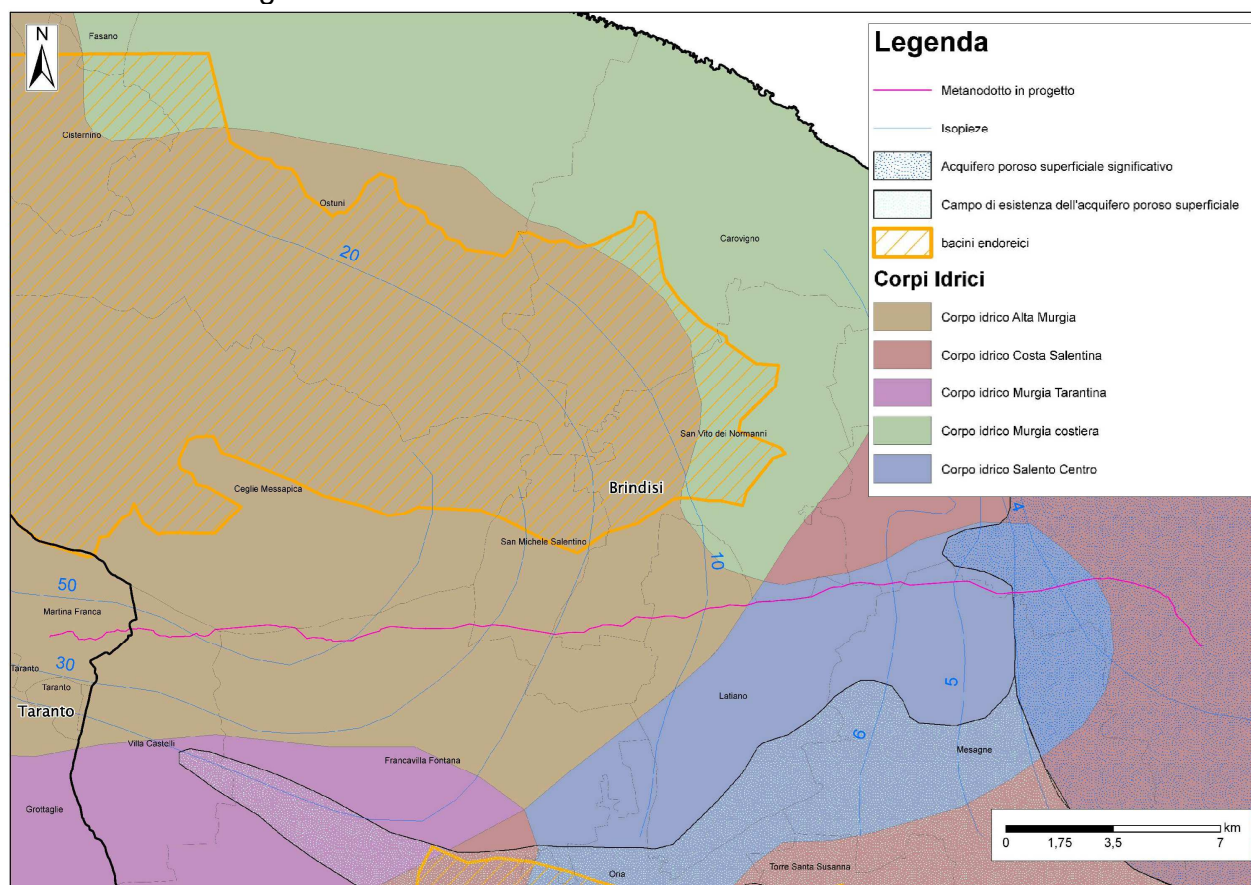 g
N
Fasano
Cisternino
Ostuni
20
Carovigno
San Vito dei Normanni
Ceglie Messapica
Brindisi
San Michele Salentino
10
4
50
Martina Franca
30
Taranto
Taranto
Taranto
Latiano
5
6
Villa Castelli
Mesagne
Francavilla Fontana
Grottaglie
Oria
Torre Santa Susanna
Legenda
Metanodotto in progetto
Isopieze
Acquifero poroso superficiale significativo
Campo di esistenza dell'acquifero poroso superficiale
bacini endoreici
Corpi Idrici
Corpo idrico Alta Murgia
Corpo idrico Costa Salentina
Corpo idrico Murgia Tarantina
Corpo idrico Murgia costiera
Corpo idrico Salento Centro
km
0 1,75 3,5 7